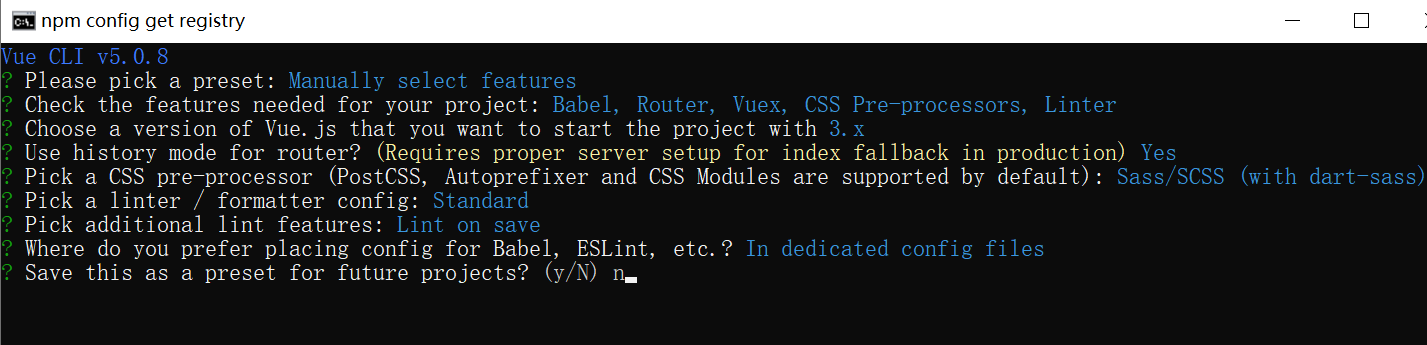 npm config get registry
Vue CLI v5.0.8
? Please pick a preset: Manually select features
? Check the features needed for your project: Babel, Router, Vuex, CSS Pre-processors, Linter
? Choose a version of Vue.js that you want to start the project with 3.x
? Use history mode for router? (Requires proper server setup for index fallback in production) Yes
? Pick a CSS pre-processor (PostCSS, Autoprefixer and CSS Modules are supported by default): Sass/SCSS (with dart-sass)
? Pick a linter / formatter config: Standard
? Pick additional lint features: Lint on save
? Where do you prefer placing config for Babel, ESLint, etc.? In dedicated config files
? Save this as a preset for future projects? (y/N) n